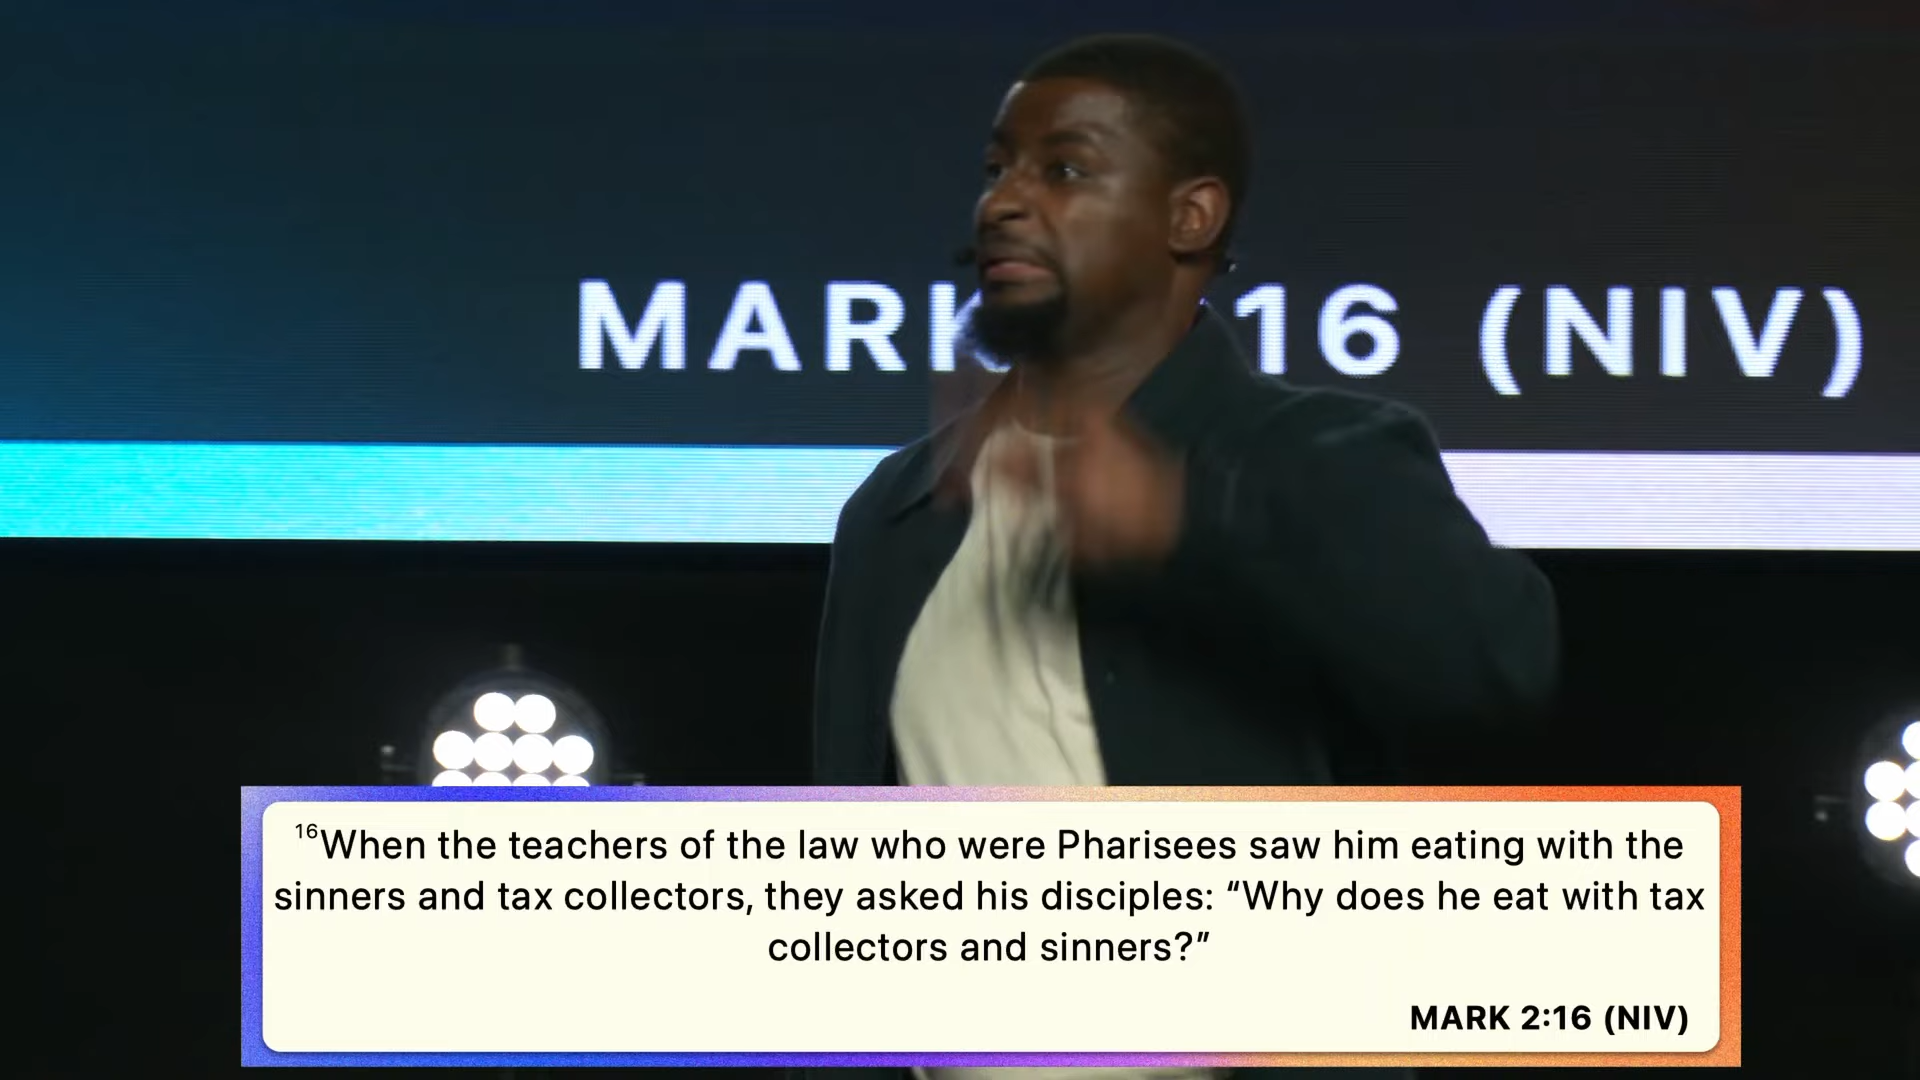 MARK 16 (NIV)
16When the teachers of the law who were Pharisees saw him eating with the
sinners and tax collectors, they asked his disciples: “Why does he eat with tax
collectors and sinners?”
MARK 2:16 (NIV)